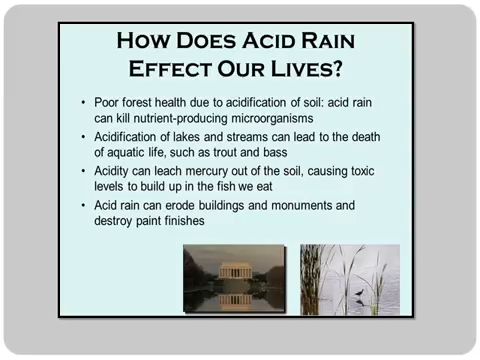 HOW DOES ACID RAIN
EFFECT OUR LIVES?
• Poor forest health due to acidification of soil: acid rain
can kill nutrient-producing microorganisms
• Acidification of lakes and streams can lead to the death
of aquatic life, such as trout and bass
• Acidity can leach mercury out of the soil, causing toxic
levels to build up in the fish we eat
• Acid rain can erode buildings and monuments and
destroy paint finishes